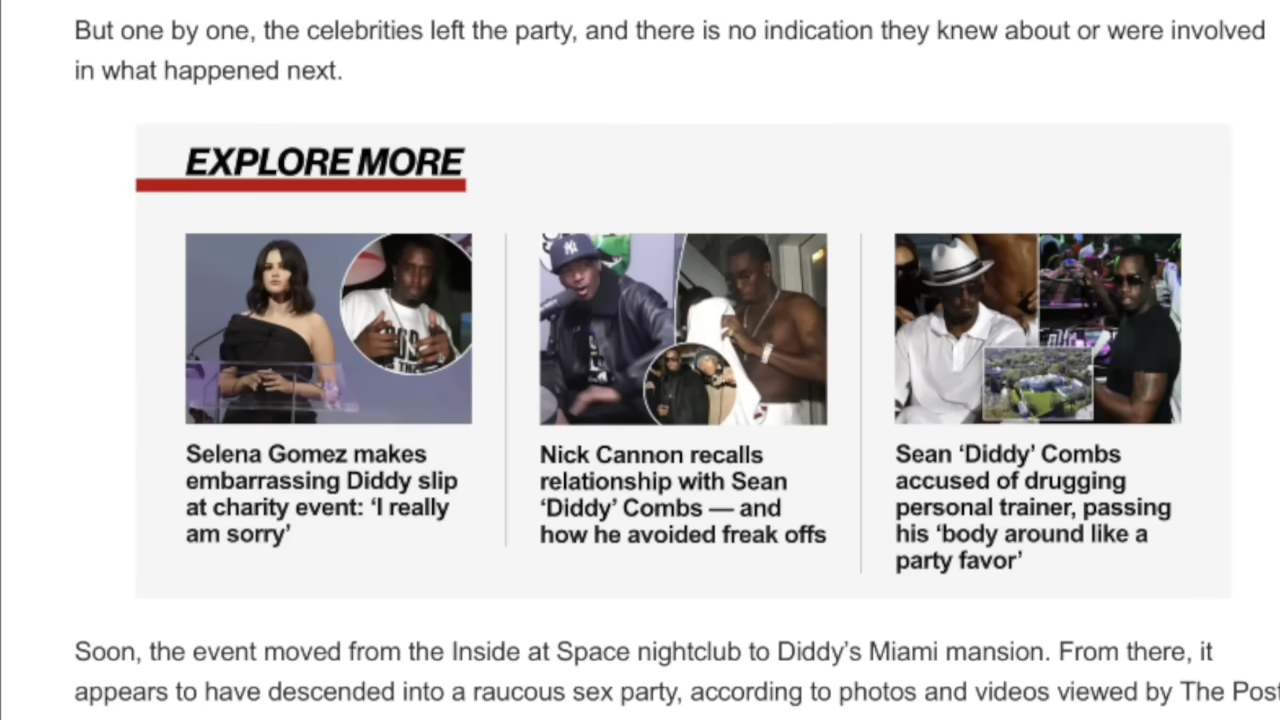 But one by one, the celebrities left the party, and there is no indication they knew about or were involved
in what happened next.
EXPLORE MORE
Selena Gomez makes
embarrassing Diddy slip
at charity event: ‘I really
am sorry’
Nick Cannon recalls
relationship with Sean
‘Diddy’ Combs — and
how he avoided freak offs
Sean ‘Diddy’ Combs
accused of drugging
personal trainer, passing
his ‘body around like a
party favor’
Soon, the event moved from the Inside at Space nightclub to Diddy’s Miami mansion. From there, it
appears to have descended into a raucous sex party, according to photos and videos viewed by The Post